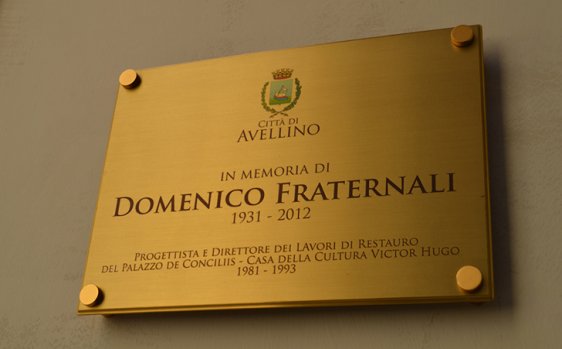 CITTÀ DI
AVELLINO
IN MEMORIA DI
DOMENICO FRATERNALI
1931 - 2012
PROGETTISTA E DIRETTORE DEI LAVORI DI RESTAURO
DEL PALAZZO DE CONCILIIS - CASA DELLA CULTURA VICTOR HUGO
1981 - 1993